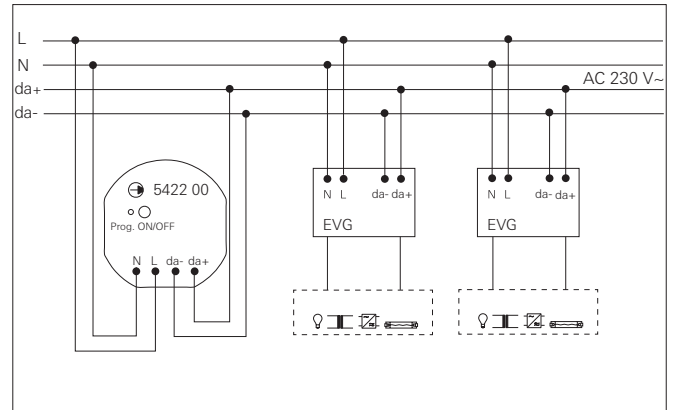 L
N
da+
AC 230 V~
da-
5422 00
Prog. ON/OFF
N L da- da+
N L da- da+
EVG
N L da- da+
EVG